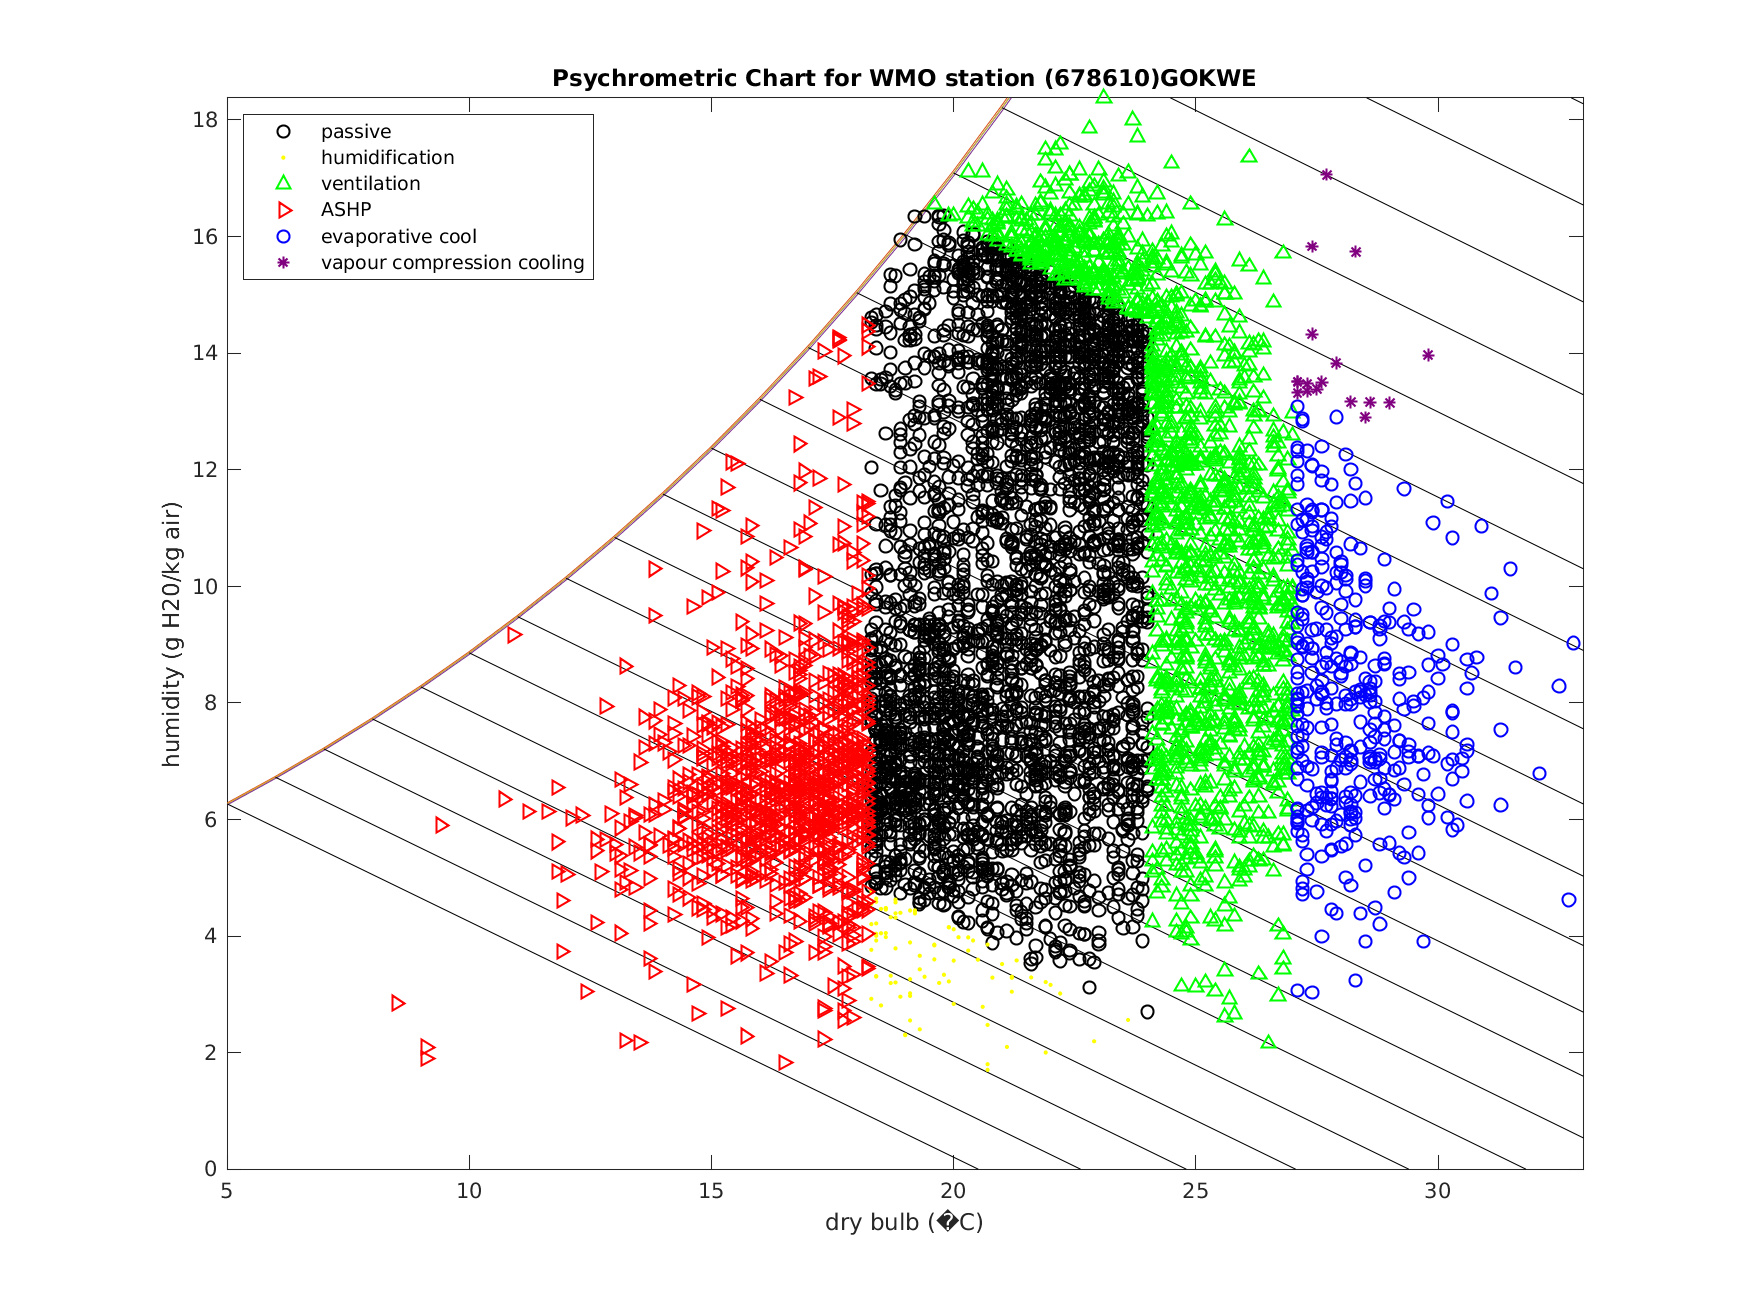 Psychrometric Chart for WMO station (678610)GOKWE
passive
humidification
ventilation
ASHP
evaporative cool
vapour compression cooling
humidity (g H20/kg air)
18
16
14
12
10
8
6
4
2
0
5 10 15 20 25 30
dry bulb (�C)